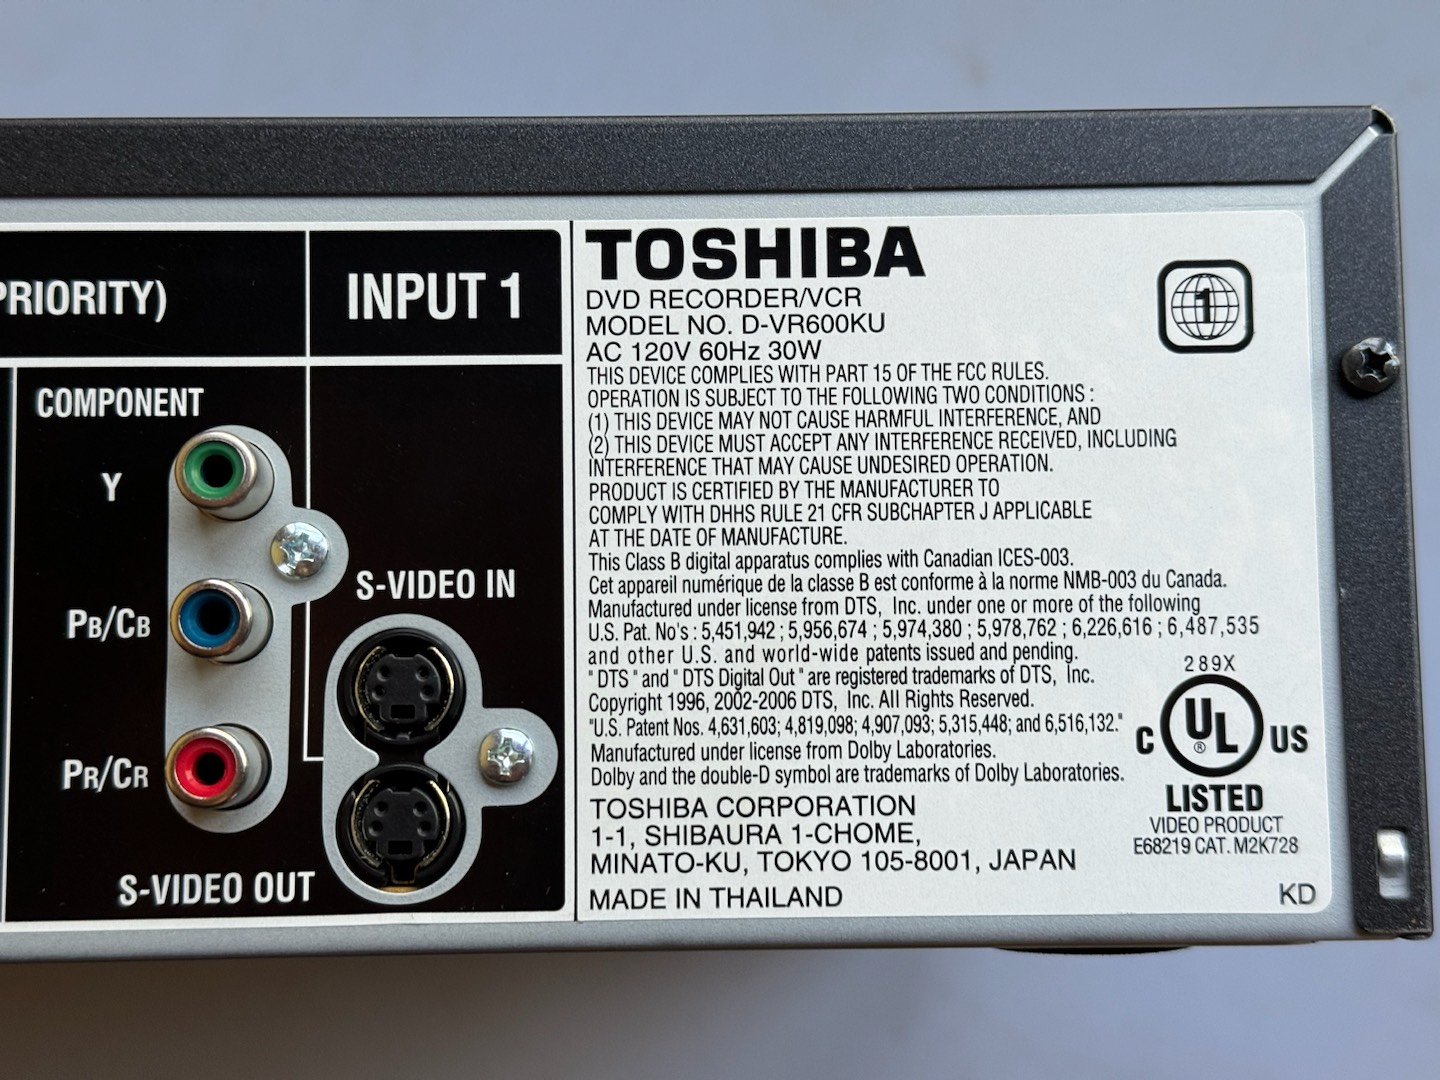 PRIORITY)
INPUT 1
COMPONENT
Y
PB/CB
PR/CR
S-VIDEO IN
S-VIDEO OUT
TOSHIBA
DVD RECORDER/VCR
MODEL NO. D-VR600KU
AC 120V 60Hz 30W
THIS DEVICE COMPLIES WITH PART 15 OF THE FCC RULES.
OPERATION IS SUBJECT TO THE FOLLOWING TWO CONDITIONS :
(1) THIS DEVICE MAY NOT CAUSE HARMFUL INTERFERENCE, AND
(2) THIS DEVICE MUST ACCEPT ANY INTERFERENCE RECEIVED, INCLUDING
INTERFERENCE THAT MAY CAUSE UNDESIRED OPERATION.
PRODUCT IS CERTIFIED BY THE MANUFACTURER TO
COMPLY WITH DHHS RULE 21 CFR SUBCHAPTER J APPLICABLE
AT THE DATE OF MANUFACTURE.
This Class B digital apparatus complies with Canadian ICES-003.
Cet appareil numérique de la classe B est conforme à la norme NMB-003 du Canada.
Manufactured under license from DTS, Inc. under one or more of the following
U.S. Pat. No's : 5,451,942 ; 5,956,674 ; 5,974,380 ; 5,978,762 ; 6,226,616 ; 6,487,535
and other U.S. and world-wide patents issued and pending.
"DTS" and "DTS Digital Out" are registered trademarks of DTS, Inc.
Copyright 1996, 2002-2006 DTS, Inc. All Rights Reserved.
"U.S. Patent Nos. 4,631,603; 4,819,098; 4,907,093; 5,315,448; and 6,516,132."
Manufactured under license from Dolby Laboratories.
Dolby and the double-D symbol are trademarks of Dolby Laboratories.
TOSHIBA CORPORATION
1-1, SHIBAURA 1-CHOME,
MINATO-KU, TOKYO 105-8001, JAPAN
MADE IN THAILAND
1
289X
C UL ® US
LISTED
VIDEO PRODUCT
E68219 CAT. M2K728
KD